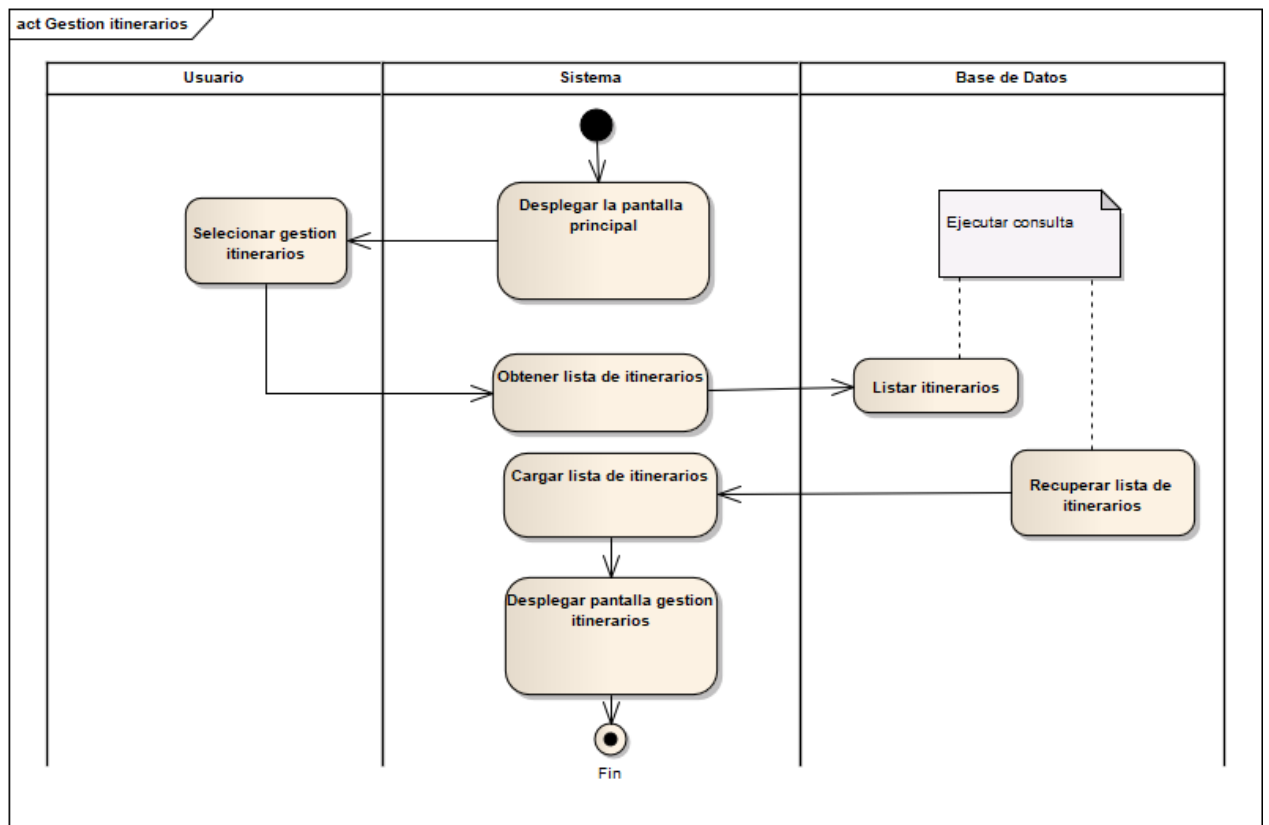 act Gestion itinerarios
Usuario
Sistema
Base de Datos
Desplegar la pantalla
principal
Selecionar gestion
itinerarios
Ejecutar consulta
Obtener lista de itinerarios
Listar itinerarios
Cargar lista de itinerarios
Recuperar lista de
itinerarios
Desplegar pantalla gestion
itinerarios
Fin